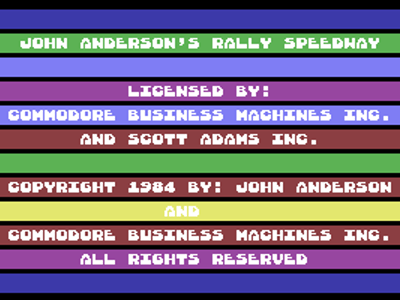 JOHN ANDERSON'S RALLY SPEEDWAY
LICENSED BY:
COMMODORE BUSINESS MACHINES INC.
AND SCOTT ADAMS INC.
COPYRIGHT 1984 BY: JOHN ANDERSON
AND
COMMODORE BUSINESS MACHINES INC.
ALL RIGHTS RESERVED